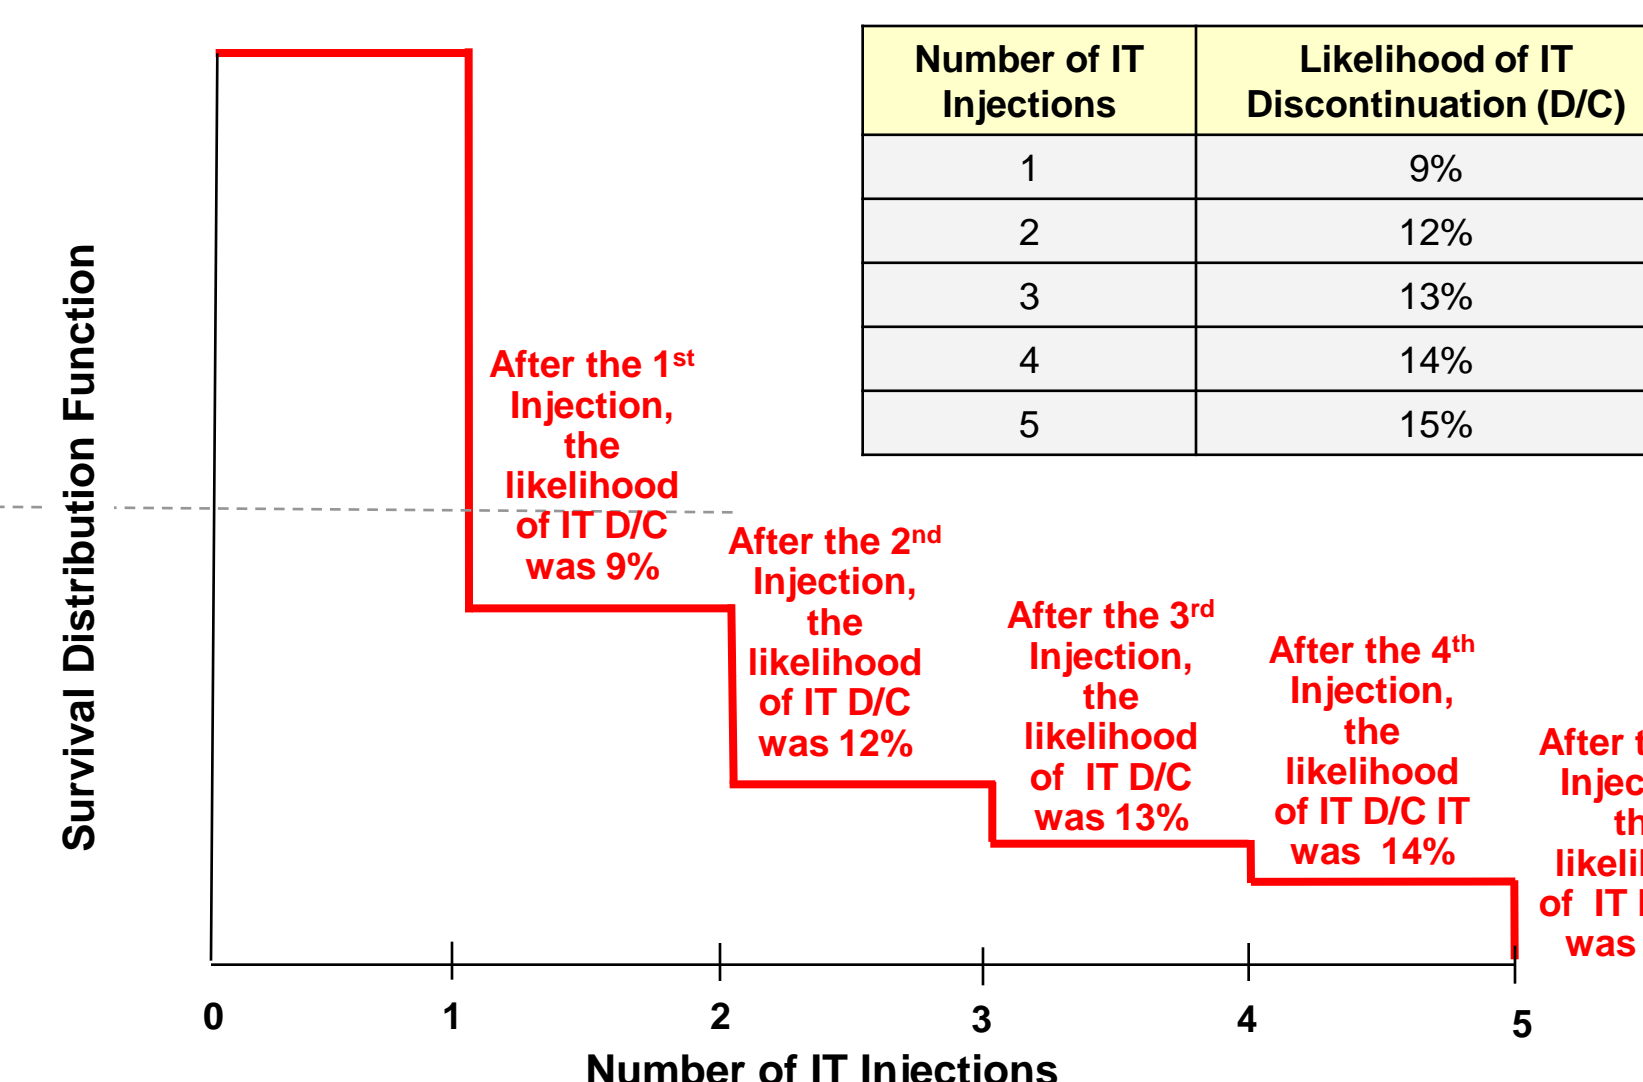 Number of IT
Injections
Likelihood of IT
Discontinuation (D/C)
1
9%
2
12%
3
13%
4
14%
5
15%
Survival Distribution Function
After the 1st
Injection,
the
likelihood
of IT D/C
was 9%
After the 2nd
Injection,
the
likelihood
of IT D/C
was 12%
After the 3rd
Injection,
the
likelihood
of  IT D/C
was 13%
After the 4th
Injection,
the
likelihood
of IT D/C IT
was  14%
After
of  IT
was
0
1
2
3
4
5
Number of IT Injections